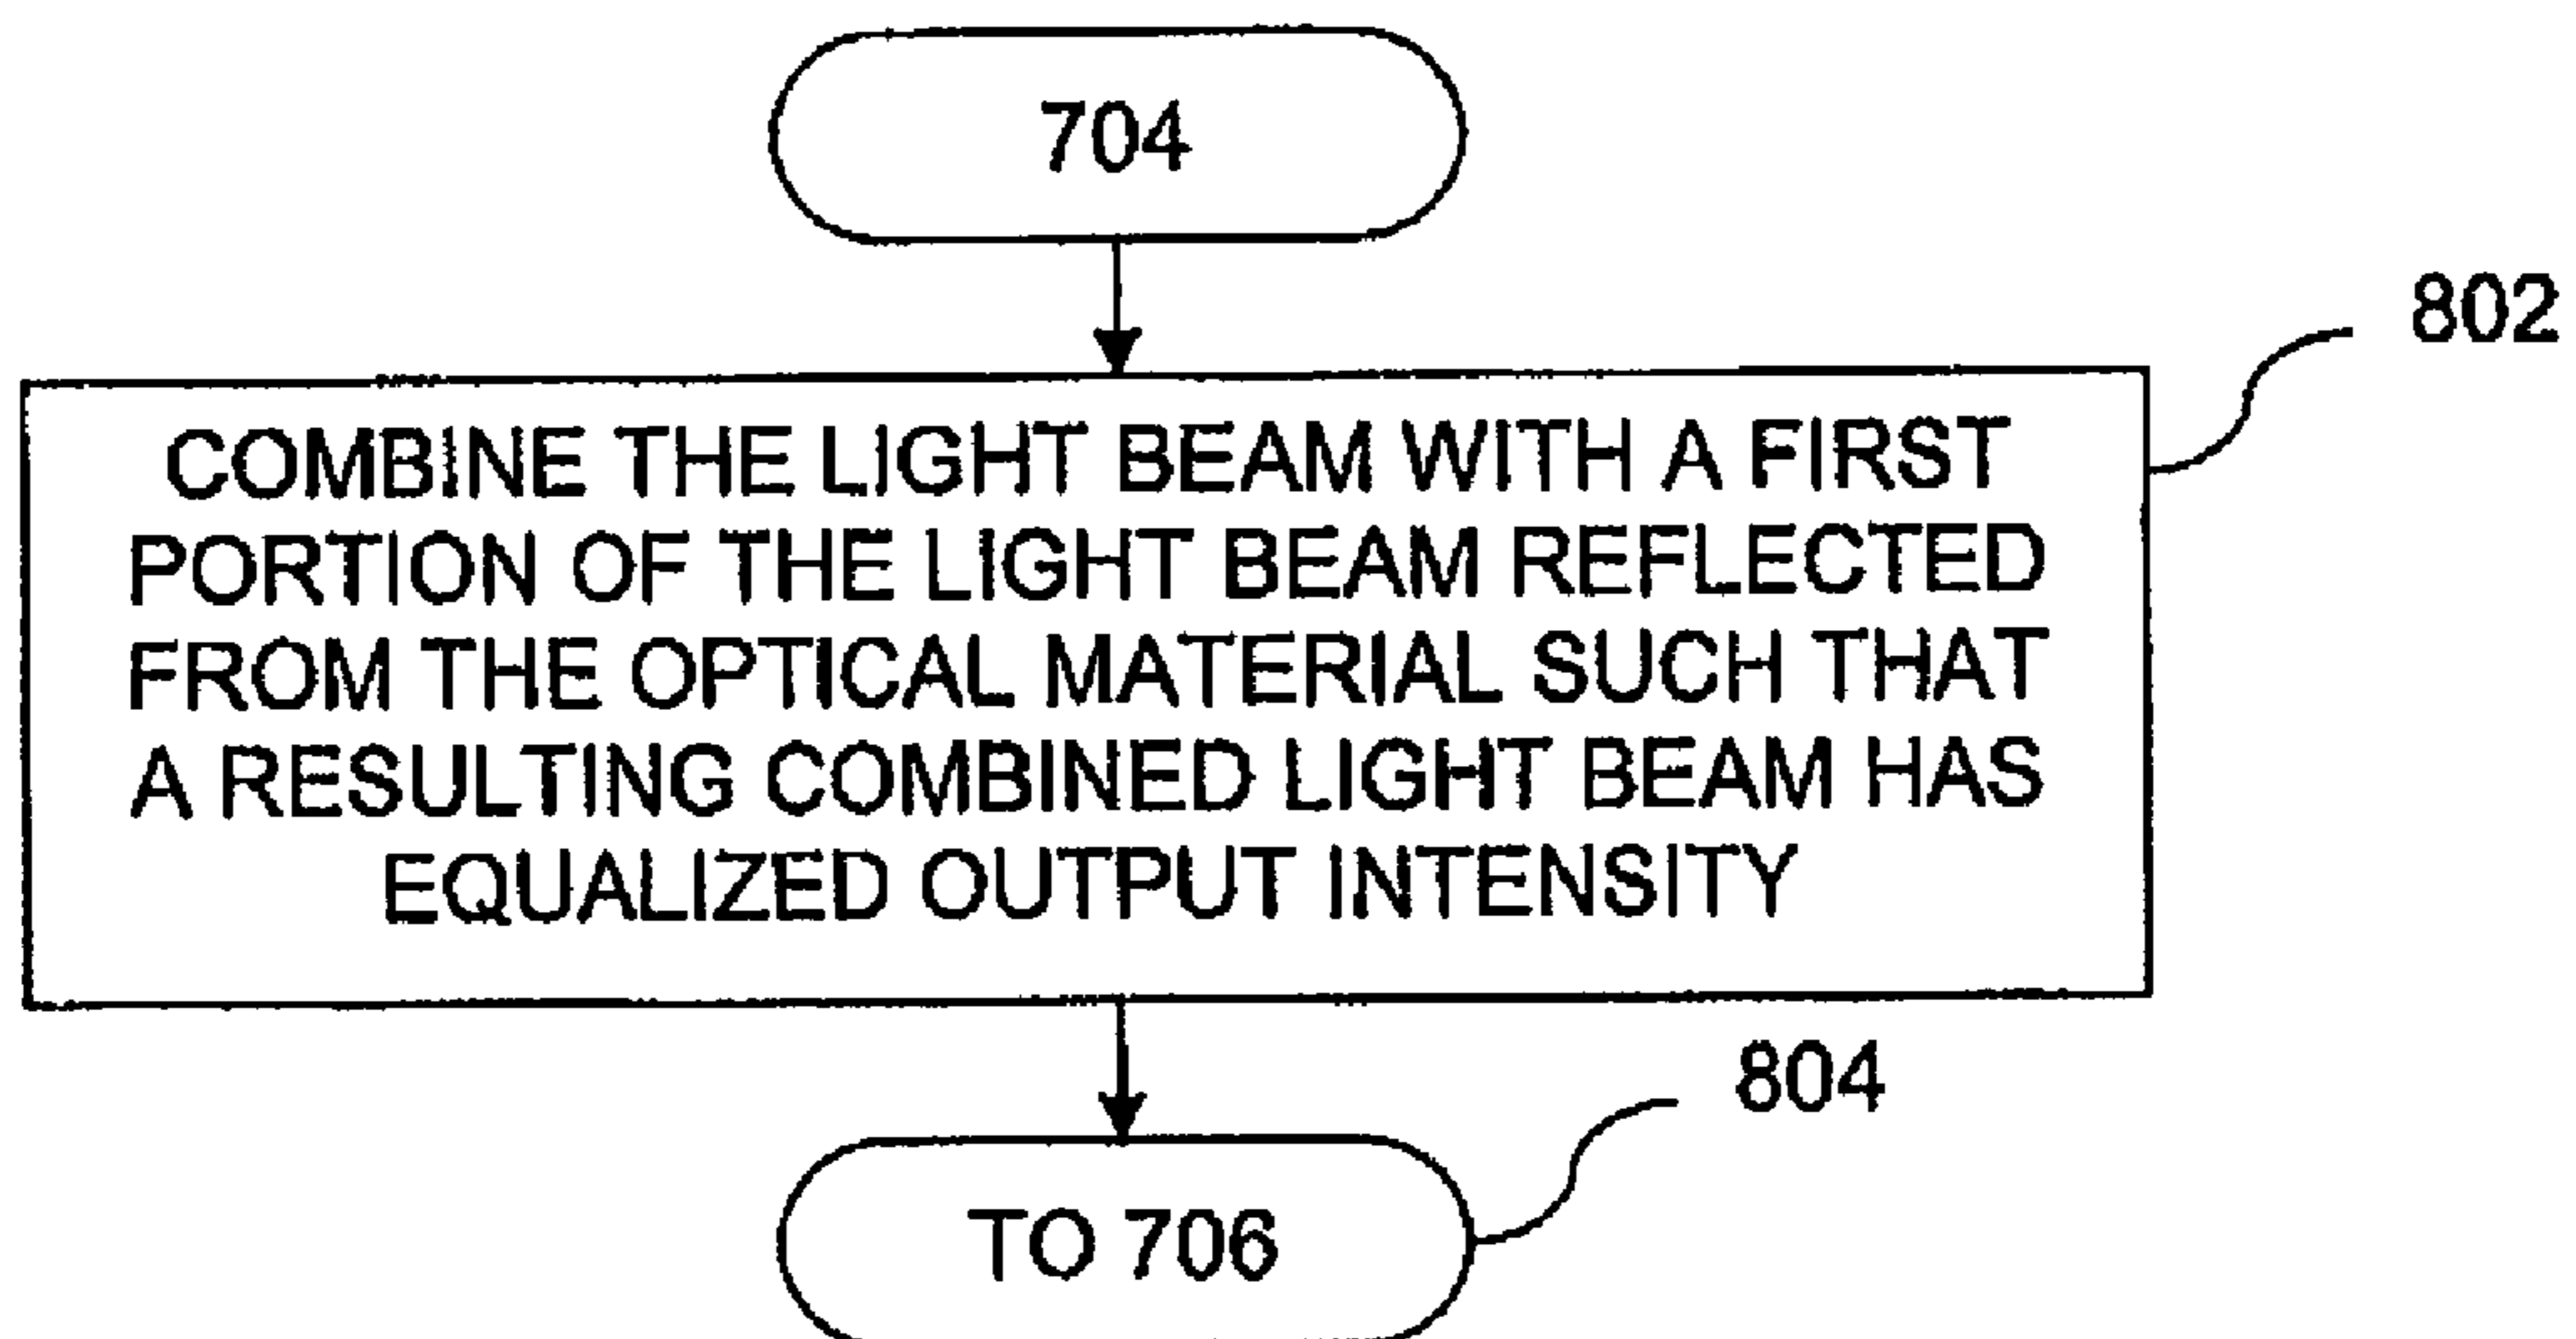 704
802
COMBINE THE LIGHT BEAM WITH A FIRST
PORTION OF THE LIGHT BEAM REFLECTED
FROM THE OPTICAL MATERIAL SUCH THAT
A RESULTING COMBINED LIGHT BEAM HAS
EQUALIZED OUTPUT INTENSITY
804
TO 706